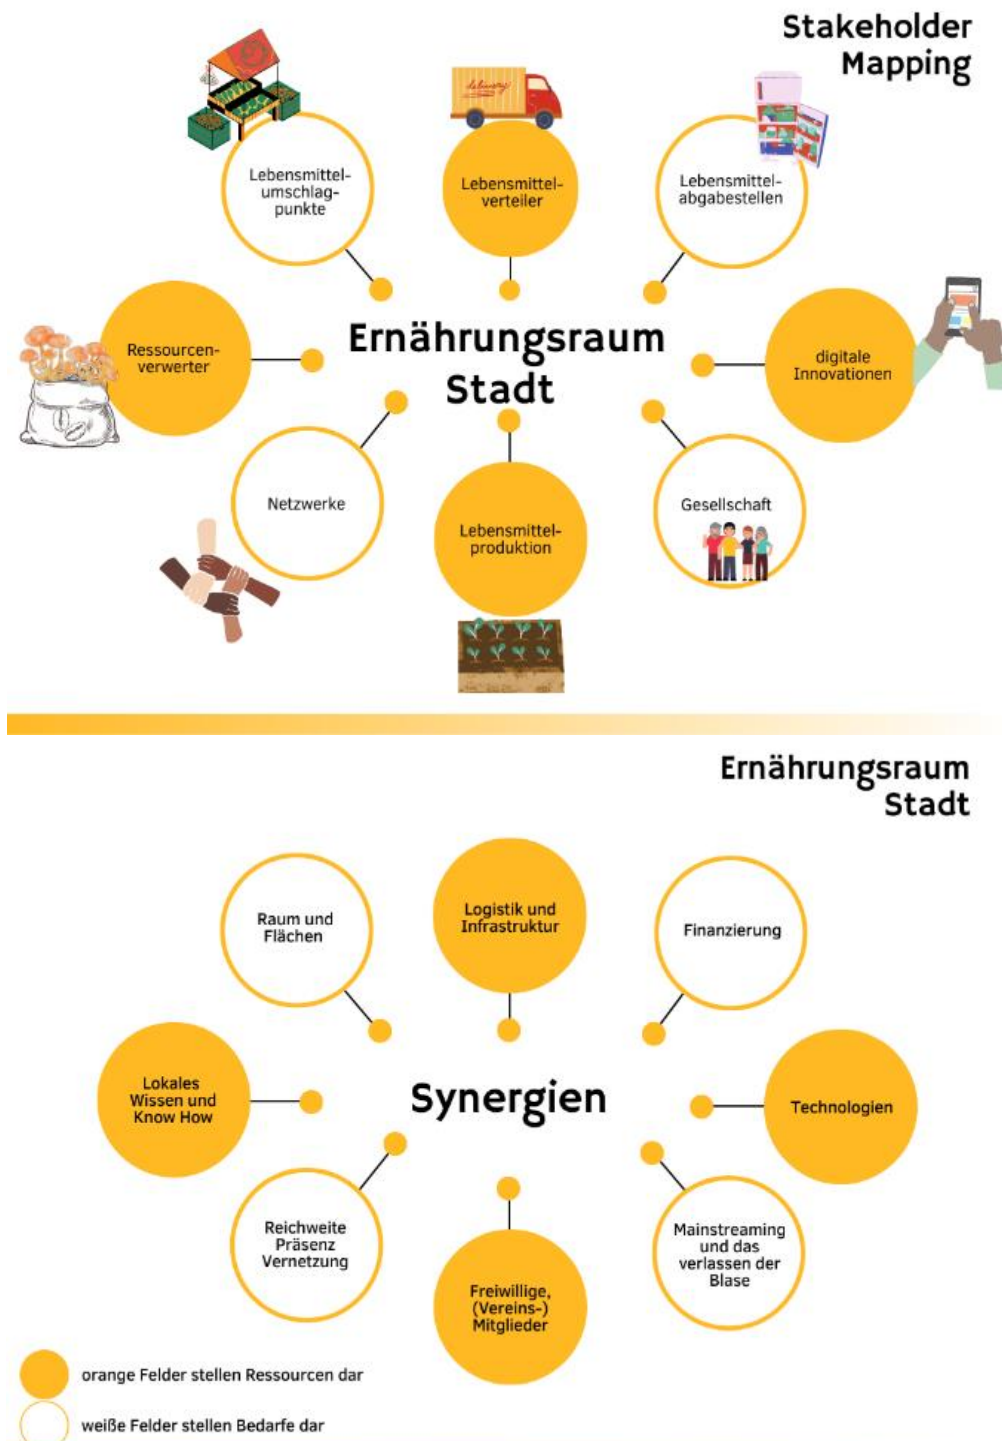 Stakeholder
Mapping
delivery
Lebensmittel-
umschlag-
punkte
Lebensmittel-
verteiler
Lebensmittel-
abgabestellen
Ernährungsraum
Stadt
Ressourcen-
verwerter
digitale
Innovationen
Netzwerke
Lebensmittel-
produktion
Gesellschaft
Ernährungsraum
Stadt
Raum und
Flächen
Logistik und
Infrastruktur
Finanzierung
Lokales
Wissen und
Know How
Synergien
Technologien
Reichweite
Präsenz
Vernetzung
Freiwillige,
(Vereins-)
Mitglieder
Mainstreaming
und das
verlassen der
Blase
orange Felder stellen Ressourcen dar
weiße Felder stellen Bedarfe dar